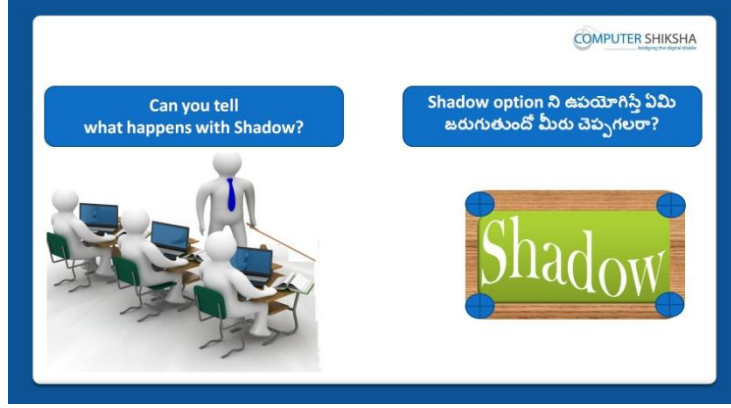 COMPUTER SHIKSHA
bridging the digital divide
Can you tell
what happens with Shadow?
Shadow option ని ఉపయోగిస్తే ఏమి
జరుగుతుందో మీరు చెప్పగలరా?
Shadow